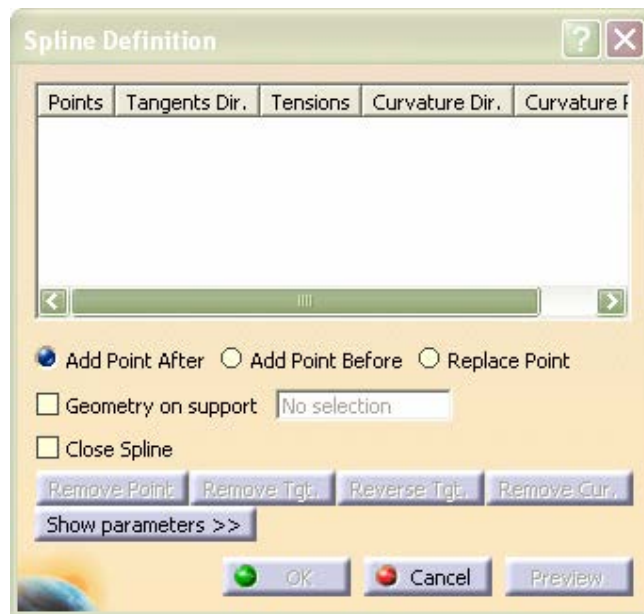 Spline Definition
Points Tangents Dir. Tensions Curvature Dir. Curvature
Add Point After Add Point Before Replace Point
Geometry on support No selection
Close Spline
Remove Point Remove Tgt. Reverse Tgt. Remove Cur.
Show parameters >>
OK Cancel Preview